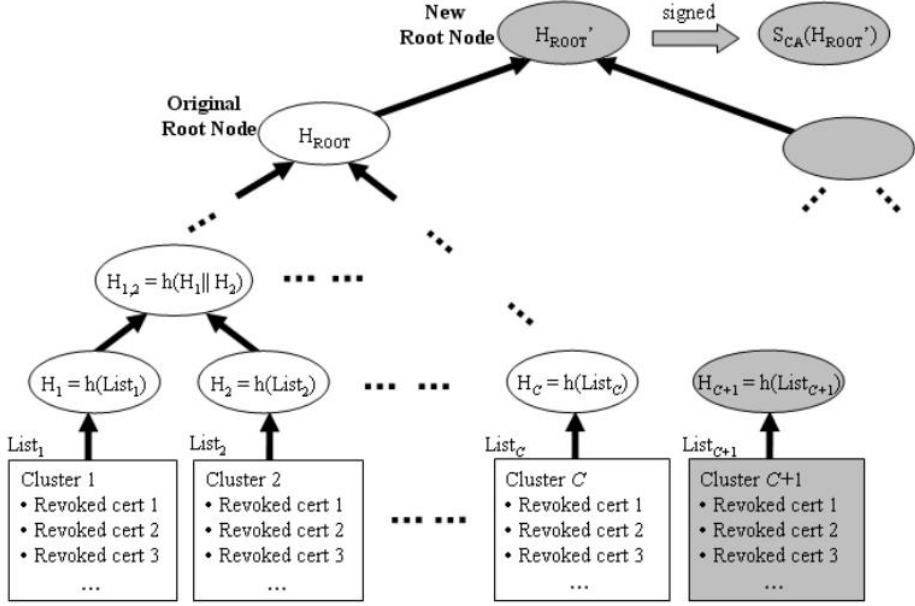 New
Root Node
H_ROOT'
signed
S_CA(H_ROOT')
Original
Root Node
H_ROOT
H_1,2 = h(H_1|| H_2)
H_1 = h(List_1)
H_2 = h(List_2)
H_C = h(List_C)
H_C+1 = h(List_C+1)
List_1
List_2
List_C
List_C+1
Cluster 1
• Revoked cert 1
• Revoked cert 2
• Revoked cert 3
...
Cluster 2
• Revoked cert 1
• Revoked cert 2
• Revoked cert 3
...
Cluster C
• Revoked cert 1
• Revoked cert 2
• Revoked cert 3
...
Cluster C+1
• Revoked cert 1
• Revoked cert 2
• Revoked cert 3
...